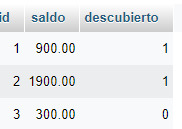 id saldo descubierto
1 900.00 1
2 1900.00 1
3 300.00 0